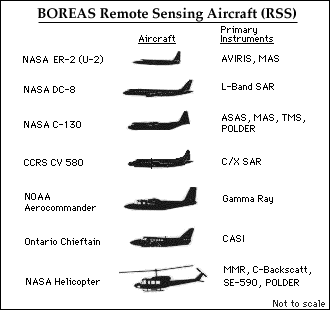 BOREAS Remote Sensing Aircraft (RSS)
Aircraft
Primary
Instruments
NASA ER-2 (U-2)
AVIRIS, MAS
NASA DC-8
L-Band SAR
NASA C-130
ASAS, MAS, TMS,
POLDER
CCRS CV 580
C/X SAR
NOAA
Aerocommander
Gamma Ray
Ontario Chieftain
CASI
NASA Helicopter
MMR, C-Backscatt,
SE-590, POLDER
Not to scale